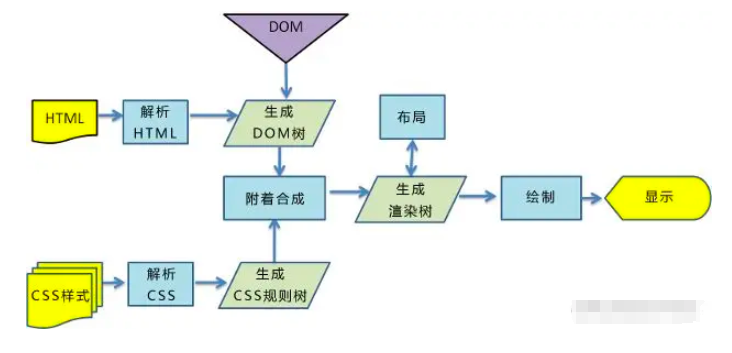 DOM
HTML
解析
HTML
生成
DOM树
布局
附着合成
生成
渲染树
绘制
显示
CSS样式
解析
CSS
生成
CSS规则树